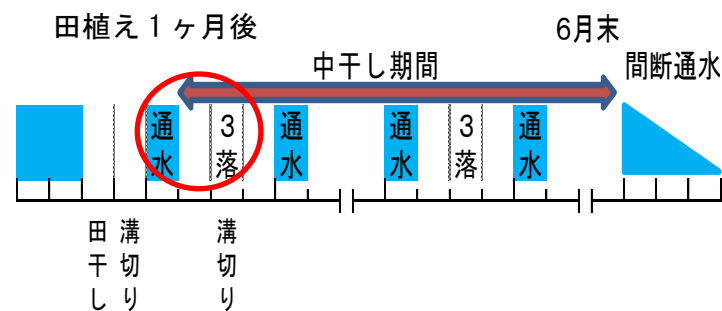 田植え１ヶ月後
6月末
中干し期間
間断通水
通水
３落
通水
通水
３落
通水
田干し
溝切り
溝切り